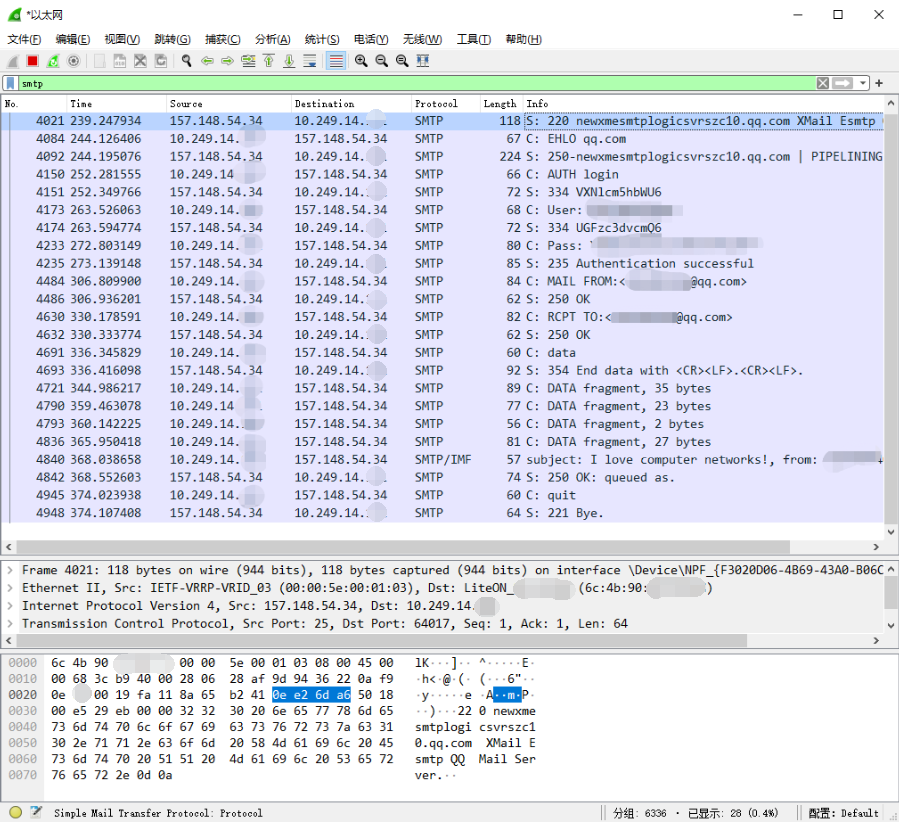 *以太网
文件(F) 编辑(E) 视图(V) 跳转(G) 捕获(C) 分析(A) 统计(S) 电话(Y) 无线(W) 工具(T) 帮助(H)
smtp
No. Time Source Destination Protocol Length Info
4021 239.247934 157.148.54.34 10.249.14. SMTP 118 S: 220 newxmesmtplogicsvrszc10.qq.com XMail Esmtp
4084 244.126406 10.249.14. 157.148.54.34 SMTP 67 C: EHLO qq.com
4092 244.195076 157.148.54.34 10.249.14. SMTP 224 S: 250-newxmesmtplogicsvrszc10.qq.com | PIPELINING
4150 252.281555 10.249.14. 157.148.54.34 SMTP 66 C: AUTH login
4151 252.349766 157.148.54.34 10.249.14. SMTP 72 S: 334 VXNlcm5hbWU6
4173 263.526063 10.249.14. 157.148.54.34 SMTP 68 C: User:
4174 263.594774 157.148.54.34 10.249.14. SMTP 72 S: 334 UGFzc3dvcmQ6
4233 272.803149 10.249.14. 157.148.54.34 SMTP 80 C: Pass:
4235 273.139148 157.148.54.34 10.249.14. SMTP 85 S: 235 Authentication successful
4484 306.809900 10.249.14. 157.148.54.34 SMTP 84 C: MAIL FROM:< @qq.com>
4486 306.936201 157.148.54.34 10.249.14. SMTP 62 S: 250 OK
4630 330.178591 10.249.14. 157.148.54.34 SMTP 82 C: RCPT TO:< @qq.com>
4632 330.333774 157.148.54.34 10.249.14. SMTP 62 S: 250 OK
4691 336.345829 10.249.14. 157.148.54.34 SMTP 60 C: data
4693 336.416098 157.148.54.34 10.249.14. SMTP 92 S: 354 End data with <CR><LF>.<CR><LF>.
4721 344.986217 10.249.14. 157.148.54.34 SMTP 89 C: DATA fragment, 35 bytes
4790 359.463078 10.249.14. 157.148.54.34 SMTP 77 C: DATA fragment, 23 bytes
4793 360.142225 10.249.14. 157.148.54.34 SMTP 56 C: DATA fragment, 2 bytes
4836 365.950418 10.249.14. 157.148.54.34 SMTP 81 C: DATA fragment, 27 bytes
4840 368.038658 10.249.14. 157.148.54.34 SMTP/IMF 57 subject: I love computer networks!, from:
4842 368.552603 157.148.54.34 10.249.14. SMTP 74 S: 250 OK: queued as.
4945 374.023938 10.249.14. 157.148.54.34 SMTP 60 C: quit
4948 374.107408 157.148.54.34 10.249.14. SMTP 64 S: 221 Bye.
Frame 4021: 118 bytes on wire (944 bits), 118 bytes captured (944 bits) on interface \Device\NPF_{F3020D06-4B69-43A0-B06C
Ethernet II, Src: IETF-VRRP-VRID_03 (00:00:5e:00:01:03), Dst: LiteON_ (6c:4b:90: )
Internet Protocol Version 4, Src: 157.148.54.34, Dst: 10.249.14.
Transmission Control Protocol, Src Port: 25, Dst Port: 64017, Seq: 1, Ack: 1, Len: 64
0000 6c 4b 90 00 00 5e 00 01 03 08 00 45 00 lK···]·· ^·····E·
0010 00 68 3c b9 40 00 28 06 28 af 9d 94 36 22 0a f9 ·h<·@·(· (···6"··
0020 0e 00 19 fa 11 8a 65 b2 41 0e e2 6d a6 50 18 ·y·····e ·A··m·P·
0030 00 e5 29 eb 00 00 32 32 30 20 6e 65 77 78 6d 65 ··)···22 0 newxme
0040 73 6d 74 70 6c 6f 67 69 63 73 76 72 73 7a 63 31 smtplogi csvrszc1
0050 30 2e 71 71 2e 63 6f 6d 20 58 4d 61 69 6c 20 45 0.qq.com XMail E
0060 73 6d 74 70 20 51 51 20 4d 61 69 6c 20 53 65 72 smtp QQ Mail Ser
0070 76 65 72 2e 0d 0a ver.··
Simple Mail Transfer Protocol: Protocol 分组: 6336 · 已显示: 28 (0.4%) 配置: Default